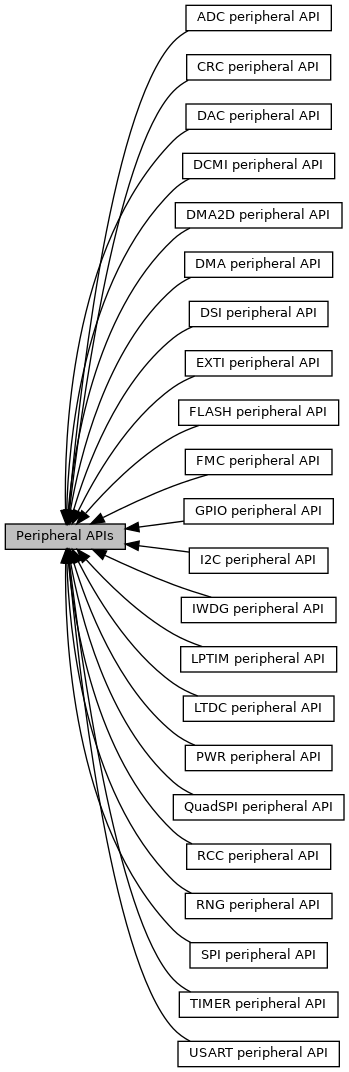 ADC peripheral API
CRC peripheral API
DAC peripheral API
DCMI peripheral API
DMA2D peripheral API
DMA peripheral API
DSI peripheral API
EXTI peripheral API
FLASH peripheral API
FMC peripheral API
GPIO peripheral API
Peripheral APIs
I2C peripheral API
IWDG peripheral API
LPTIM peripheral API
LTDC peripheral API
PWR peripheral API
QuadSPI peripheral API
RCC peripheral API
RNG peripheral API
SPI peripheral API
TIMER peripheral API
USART peripheral API